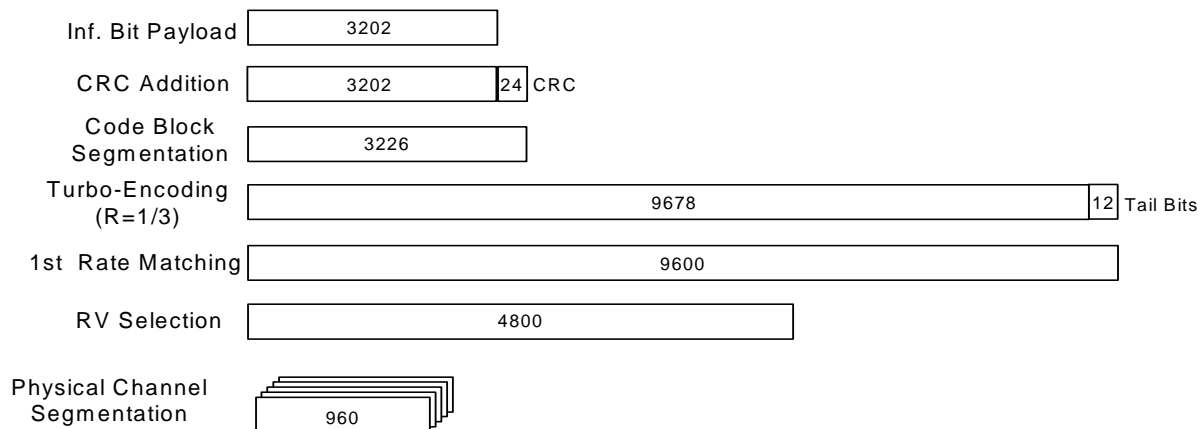 Inf. Bit Payload 3202
CRC Addition 3202 24 CRC
Code Block
Segmentation 3226
Turbo-Encoding
(R=1/3) 9678 12 Tail Bits
1st Rate Matching 9600
RV Selection 4800
Physical Channel
Segmentation 960